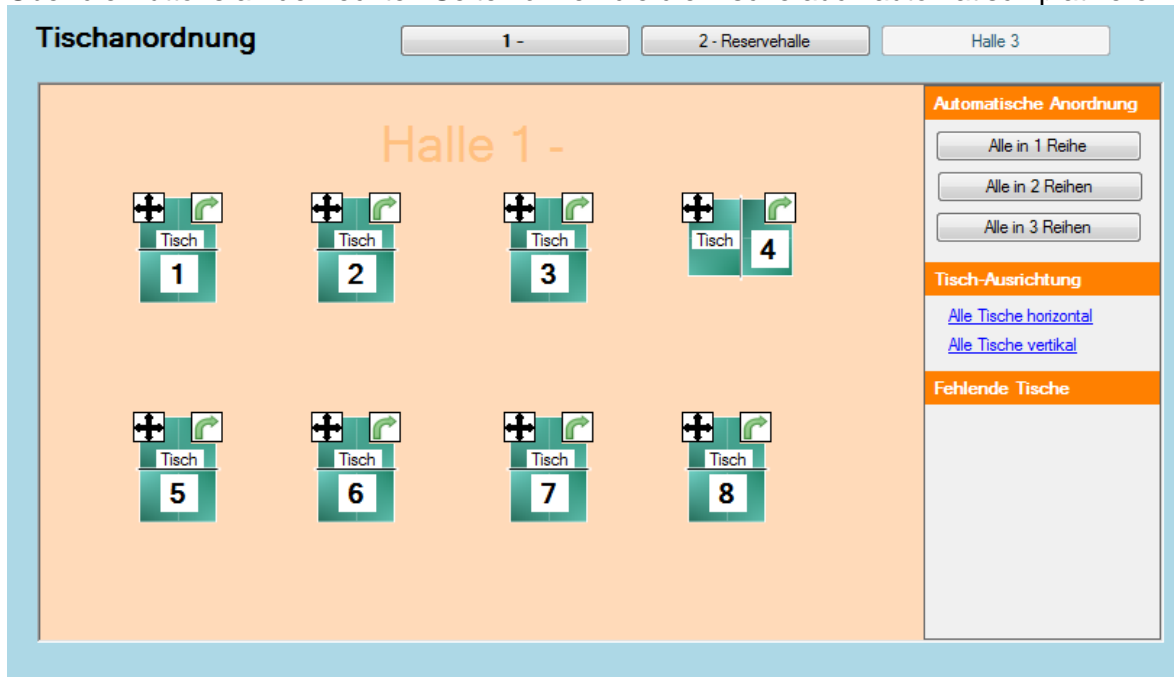 Tischanordnung
1 -
2 - Reservehalle
Halle 3
Halle 1 -
Tisch
1
Tisch
2
Tisch
3
Tisch
4
Tisch
5
Tisch
6
Tisch
7
Tisch
8
Automatische Anordnung
Alle in 1 Reihe
Alle in 2 Reihen
Alle in 3 Reihen
Tisch-Ausrichtung
Alle Tische horizontal
Alle Tische vertikal
Fehlende Tische